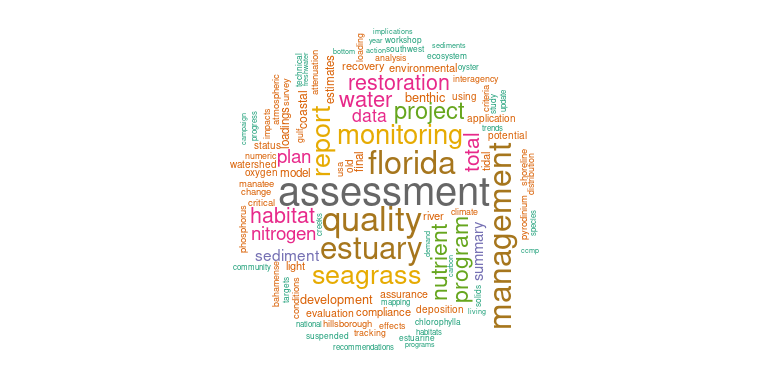 implications
year workshop
action southwest
bottom
sediments
ecosystem
loading
analysis
technical
freshwater
attenuation
estimates
recovery environmental oyster
restoration interagency
water benthic using
data project
criteria
study
update
atmospheric
survey
coastal
loadings
impacts
gulf
campaign
progress
report
monitoring
application
trends
potential
status
numeric plan
watershed
oxygen model
usa
old
final
florida
total
tidal
management
shoreline
distribution
manatee
change
critical
assessment
habitat quality river climate
nitrogen
creeks
phosphorus
estuary
sediment
demand
nutrient
carbon
program
summary
pyrodinium
species
ccmp
community light
seagrass
bahamense
targets
conditions
development assurance
mapping
solids
living
evaluation compliance deposition
national hillsborough effects chlorophylla
habitats
suspended tracking estuarine
recommendations programs